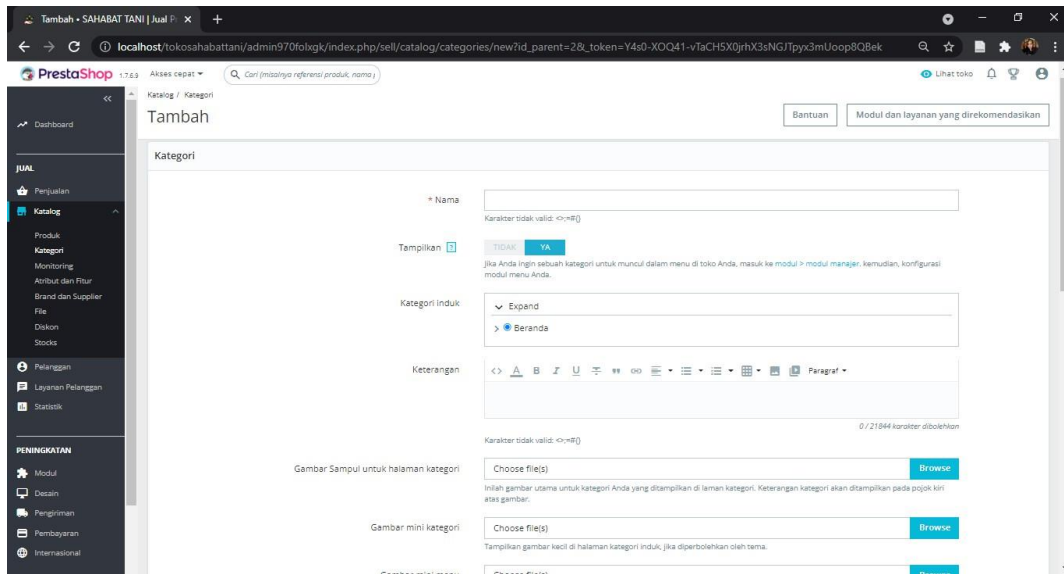 Tambah • SAHABAT TANI | Jual P
localhost/tokosahabattani/admin970folxgk/index.php/sell/catalog/categories/new?id_parent=2&_token=Y4s0-XOQ41-vTaCH5X0jrhX3sNGJTpyx3mUoop8QBek
PrestaShop 1.7.6.9 Akses cepat Cari (misalnya referensi produk, nama Lihat toko
Katalog / Kategori
Tambah
Bantuan
Modul dan layanan yang direkomendasikan
Dashboard
JUAL
Penjualan
Katalog
Produk
Kategori
Monitoring
Atribut dan Fitur
Brand dan Supplier
File
Diskon
Stocks
Pelanggan
Layanan Pelanggan
Statistik
PENINGKATAN
Modul
Desain
Pengiriman
Pembayaran
Internasional
Kategori
* Nama
Karakter tidak valid: <>;=#{}
Tampilkan ?
TIDAK YA
Jika Anda ingin sebuah kategori untuk muncul dalam menu di toko Anda, masuk ke modul > modul manajer, kemudian, konfigurasi
modul menu Anda.
Kategori induk
Expand
Beranda
Keterangan
Paragraf
0 / 21844 karakter dibolehkan
Karakter tidak valid: <>;=#{}
Gambar Sampul untuk halaman kategori
Choose file(s) Browse
Inilah gambar utama untuk kategori Anda yang ditampilkan di laman kategori. Keterangan kategori akan ditampilkan pada pojok kiri
atas gambar.
Gambar mini kategori
Choose file(s) Browse
Tampilkan gambar kecil di halaman kategori induk, jika diperbolehkan oleh tema.
Gambar mini menu
Choose file(s) Browse